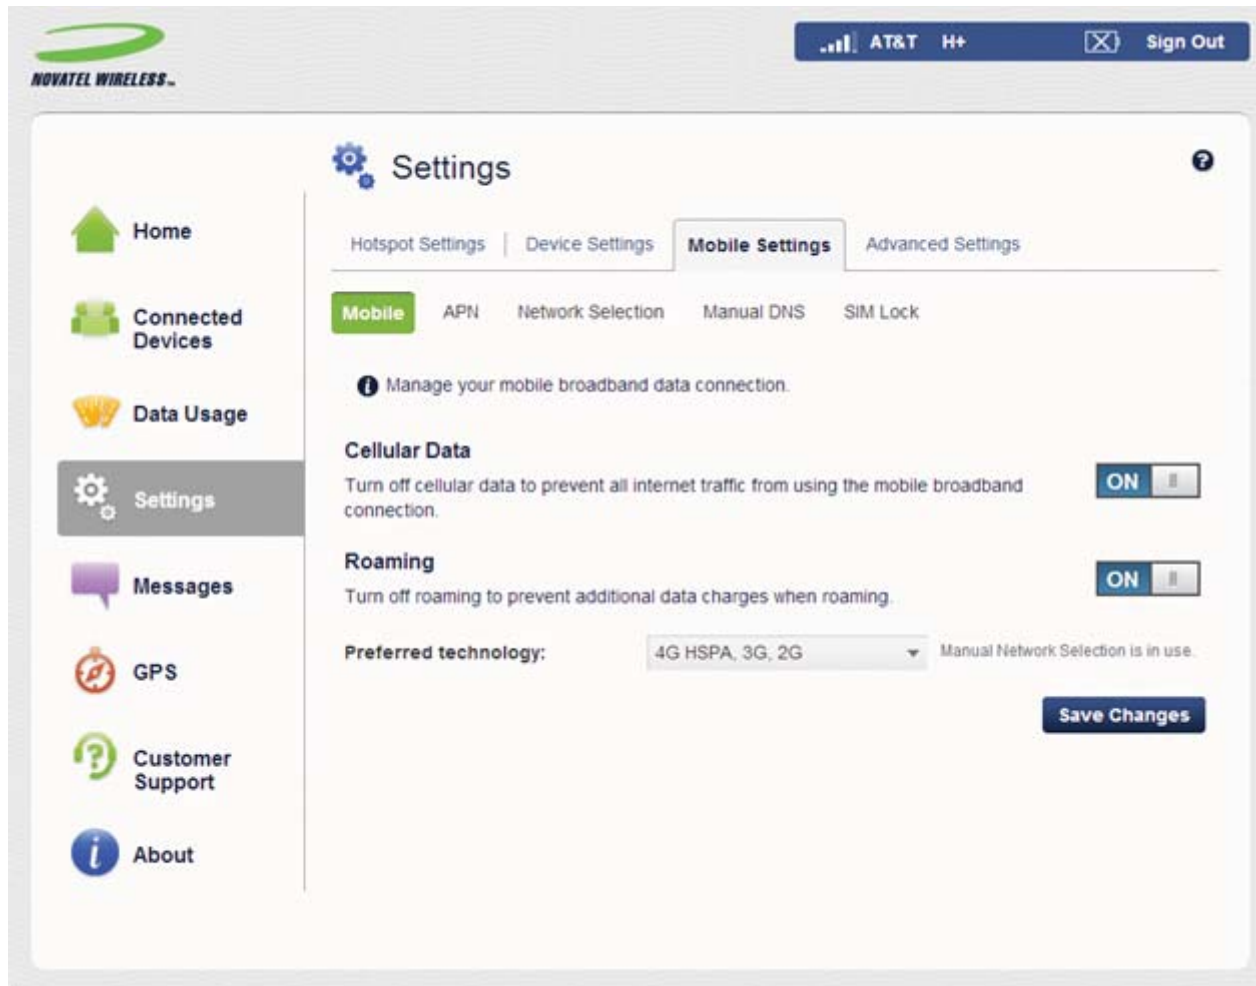 NOVATEL WIRELESS™
AT&T H+ Sign Out
Settings
Home
Connected
Devices
Data Usage
Settings
Messages
GPS
Customer
Support
About
Hotspot Settings
Device Settings
Mobile Settings
Advanced Settings
Mobile
APN
Network Selection
Manual DNS
SIM Lock
Manage your mobile broadband data connection.
Cellular Data
Turn off cellular data to prevent all internet traffic from using the mobile broadband
connection.
ON
Roaming
Turn off roaming to prevent additional data charges when roaming.
ON
Preferred technology:
4G HSPA, 3G, 2G
Manual Network Selection is in use.
Save Changes